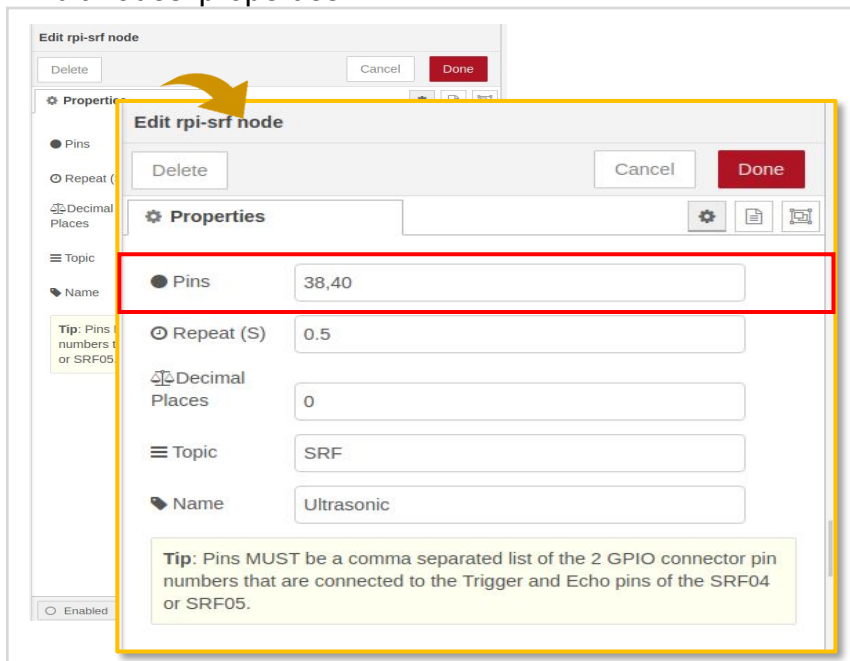 Edit rpi-srf node
Delete
Cancel
Done
Pins
Repeat (
Decimal
Places
Topic
Name
Tip: Pins
numbers t
or SRF05.
Enabled
Edit rpi-srf node
Delete
Cancel
Done
Properties
Pins
38,40
Repeat (S)
0.5
Decimal
Places
0
Topic
SRF
Name
Ultrasonic
Tip: Pins MUST be a comma separated list of the 2 GPIO connector pin
numbers that are connected to the Trigger and Echo pins of the SRF04
or SRF05.